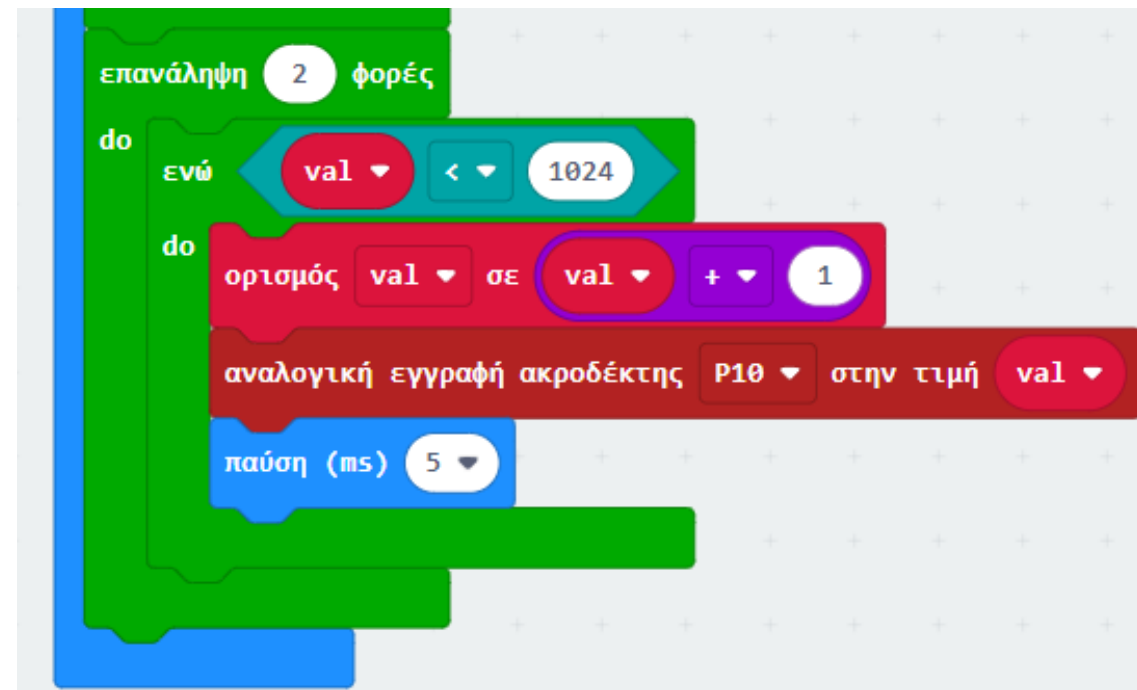 επανάληψη 2 φορές
do
ενώ val < 1024
do
ορισμός val σε val + 1
αναλογική εγγραφή ακροδέκτης P10 στην τιμή val
παύση (ms) 5